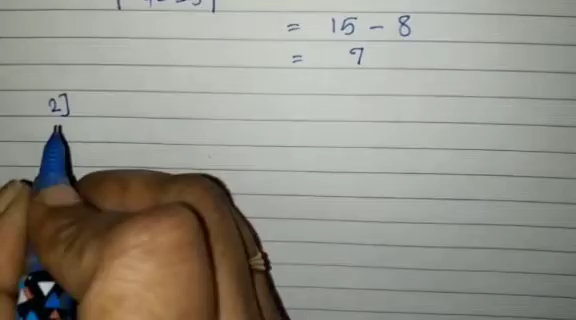 = 15 - 8
= 7
2]